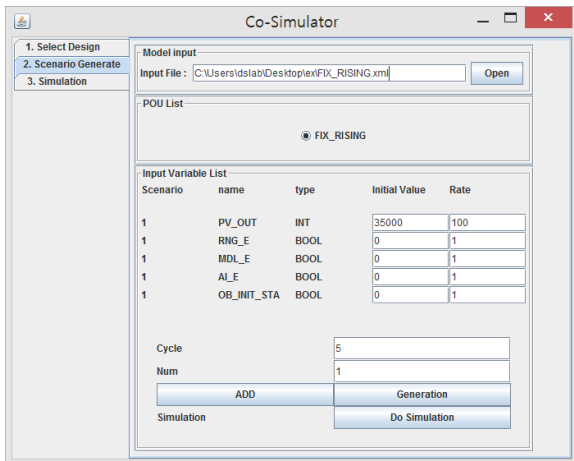 Co-Simulator
1. Select Design
2. Scenario Generate
3. Simulation
Model input
Input File : C:\Users\dslab\Desktop\ex\FIX_RISING.xml Open
POU List
FIX_RISING
Input Variable List
Scenario name type Initial Value Rate
1 PV_OUT INT 35000 100
1 RNG_E BOOL 0 1
1 MDL_E BOOL 0 1
1 AI_E BOOL 0 1
1 OB_INIT_STA BOOL 0 1
Cycle 5
Num 1
ADD Generation
Simulation Do Simulation